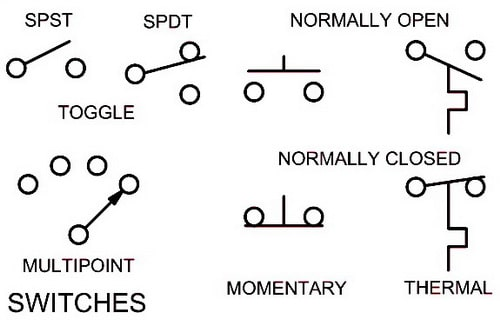 SPST
SPDT
NORMALLY OPEN
TOGGLE
NORMALLY CLOSED
MULTIPOINT
MOMENTARY
THERMAL
SWITCHES